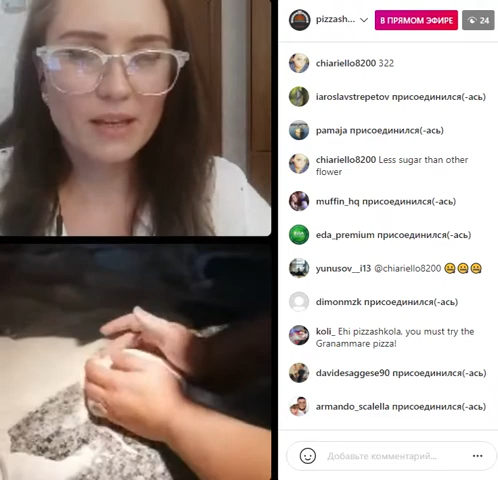 pizzash...
В ПРЯМОМ ЭФИРЕ
24
chiariello8200 322
iaroslavstrepetov присоединился(-ась)
pamaja присоединился(-ась)
chiariello8200 Less sugar than other
flower
muffin_hq присоединился(-ась)
eda_premium присоединился(-ась)
yunusov__i13 @chiariello8200 
dimonmzk присоединился(-ась)
koli_ Ehi pizzashkola, you must try the
Granammare pizza!
davidesaggese90 присоединился(-ась)
armando_scalella присоединился(-ась)
Добавьте комментарий...